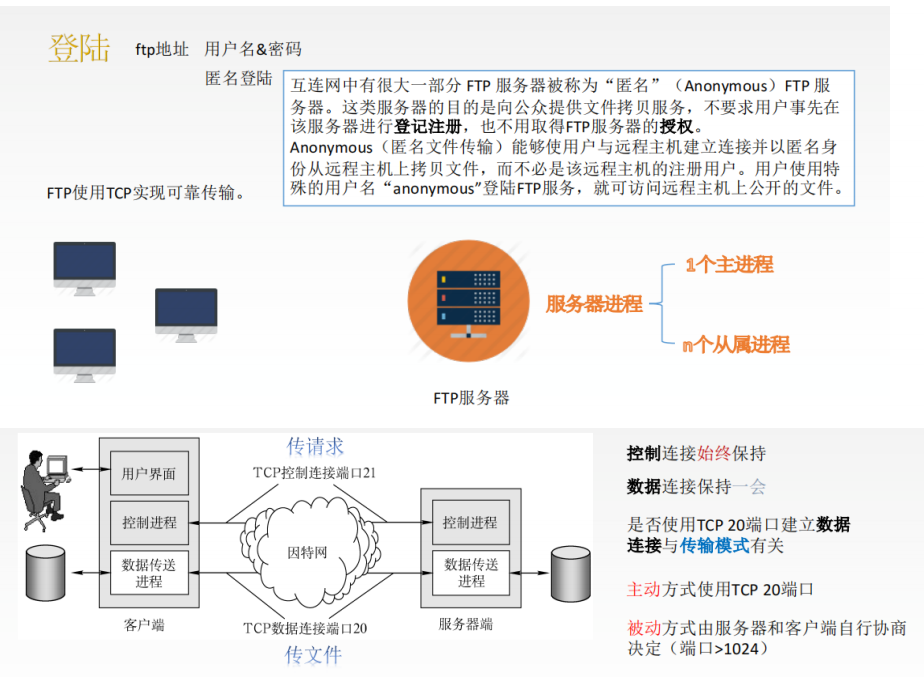 登陆
ftp地址 用户名&密码
匿名登陆
互连网中有很大一部分 FTP 服务器被称为“匿名”（Anonymous）FTP 服
务器。这类服务器的目的是向公众提供文件拷贝服务，不要求用户事先在
该服务器进行登记注册，也不用取得FTP服务器的授权。
Anonymous（匿名文件传输）能够使用户与远程主机建立连接并以匿名身
份从远程主机上拷贝文件，而不必是该远程主机的注册用户。用户使用特
殊的用户名“anonymous”登陆FTP服务，就可访问远程主机上公开的文件。
FTP使用TCP实现可靠传输。
服务器进程
1个主进程
n个从属进程
FTP服务器
传请求
TCP控制连接端口21
用户界面
控制进程
数据传送
进程
客户端
因特网
控制进程
数据传送
进程
服务器端
TCP数据连接端口20
传文件
控制连接始终保持
数据连接保持一会
是否使用TCP 20端口建立数据
连接与传输模式有关
主动方式使用TCP 20端口
被动方式由服务器和客户端自行协商
决定（端口>1024）